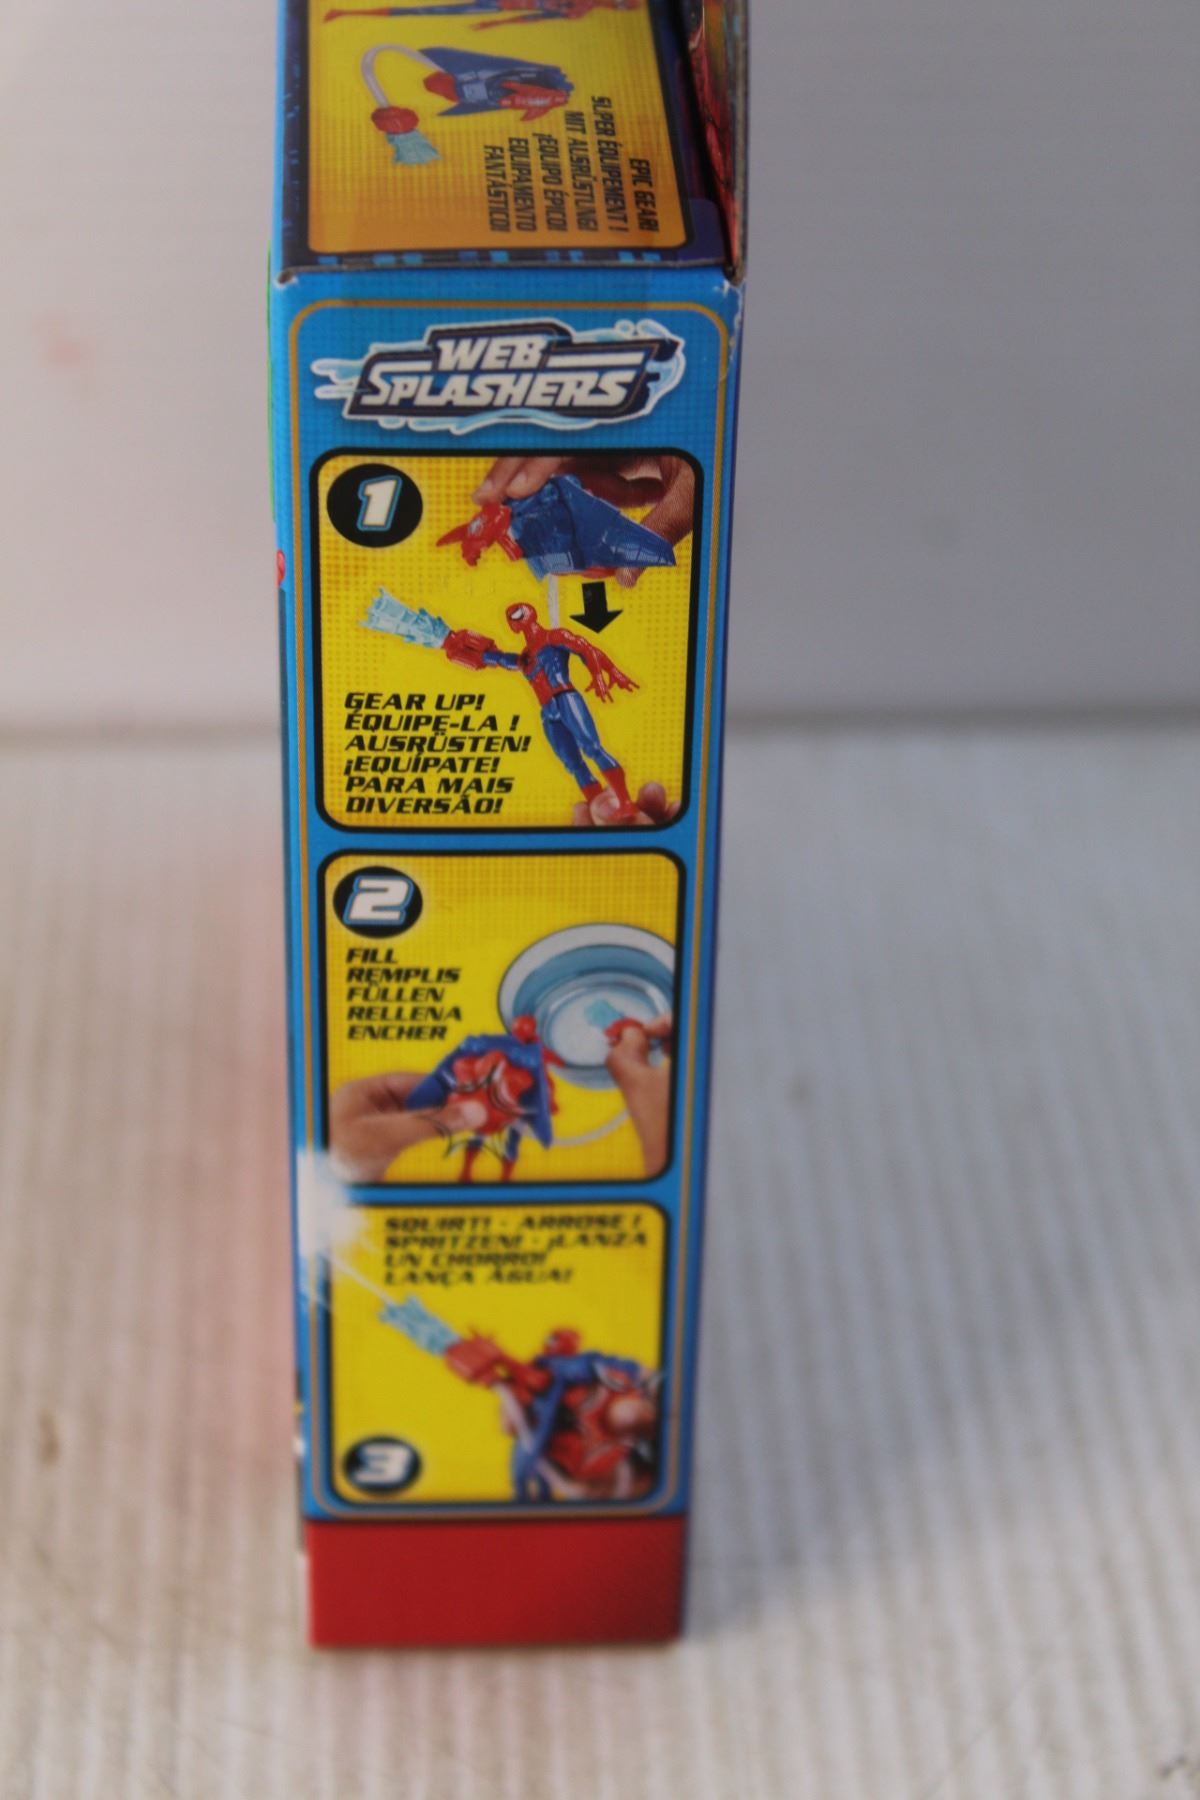 EPIC GEAR!
SUPER ÉQUIPEMENT !
MIT AUSRÜSTUNG!
¡EQUIPO ÉPICO!
EQUIPAMENTO
FANTÁSTICO!
WEB
SPLASHERS
1
GEAR UP!
ÉQUIPE-LA !
AUSRÜSTEN!
¡EQUÍPATE!
PARA MAIS
DIVERSÃO!
2
FILL
REMPLIS
FÜLLEN
RELLENA
ENCHER
SQUIRT! - ARROSE !
SPRITZEN! - ¡LANZA
UN CHORRO!
LANÇA ÁGUA!
3